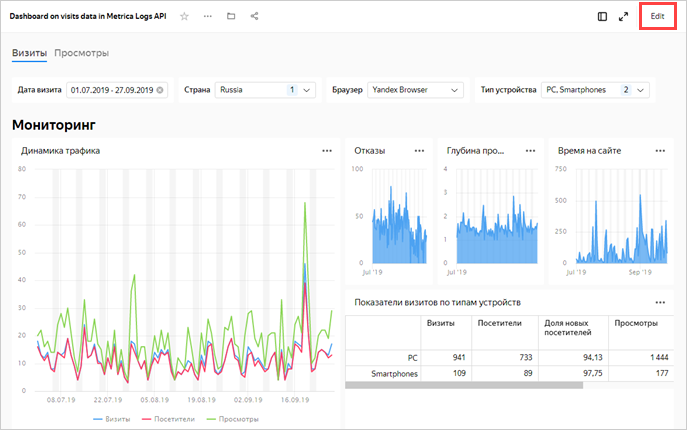 Dashboard on visits data in Metrica Logs API
Edit
Визиты Просмотры
Дата визита 01.07.2019 - 27.09.2019 Страна Russia 1 Браузер Yandex Browser Тип устройства PC, Smartphones 2
Мониторинг
Динамика трафика
80
70
60
50
40
30
20
10
0
08.07.19 22.07.19 05.08.19 19.08.19 02.09.19 16.09.19
Визиты Посетители Просмотры
Отказы
100
50
0
Jul '19
Глубина про...
4
3
2
1
0
Jul '19
Время на сайте
750
500
250
0
Jul '19 Sep '19
Показатели визитов по типам устройств
Визиты Посетители Доля новых посетителей Просмотры
PC 941 733 94,13 1 444
Smartphones 109 89 97,75 177